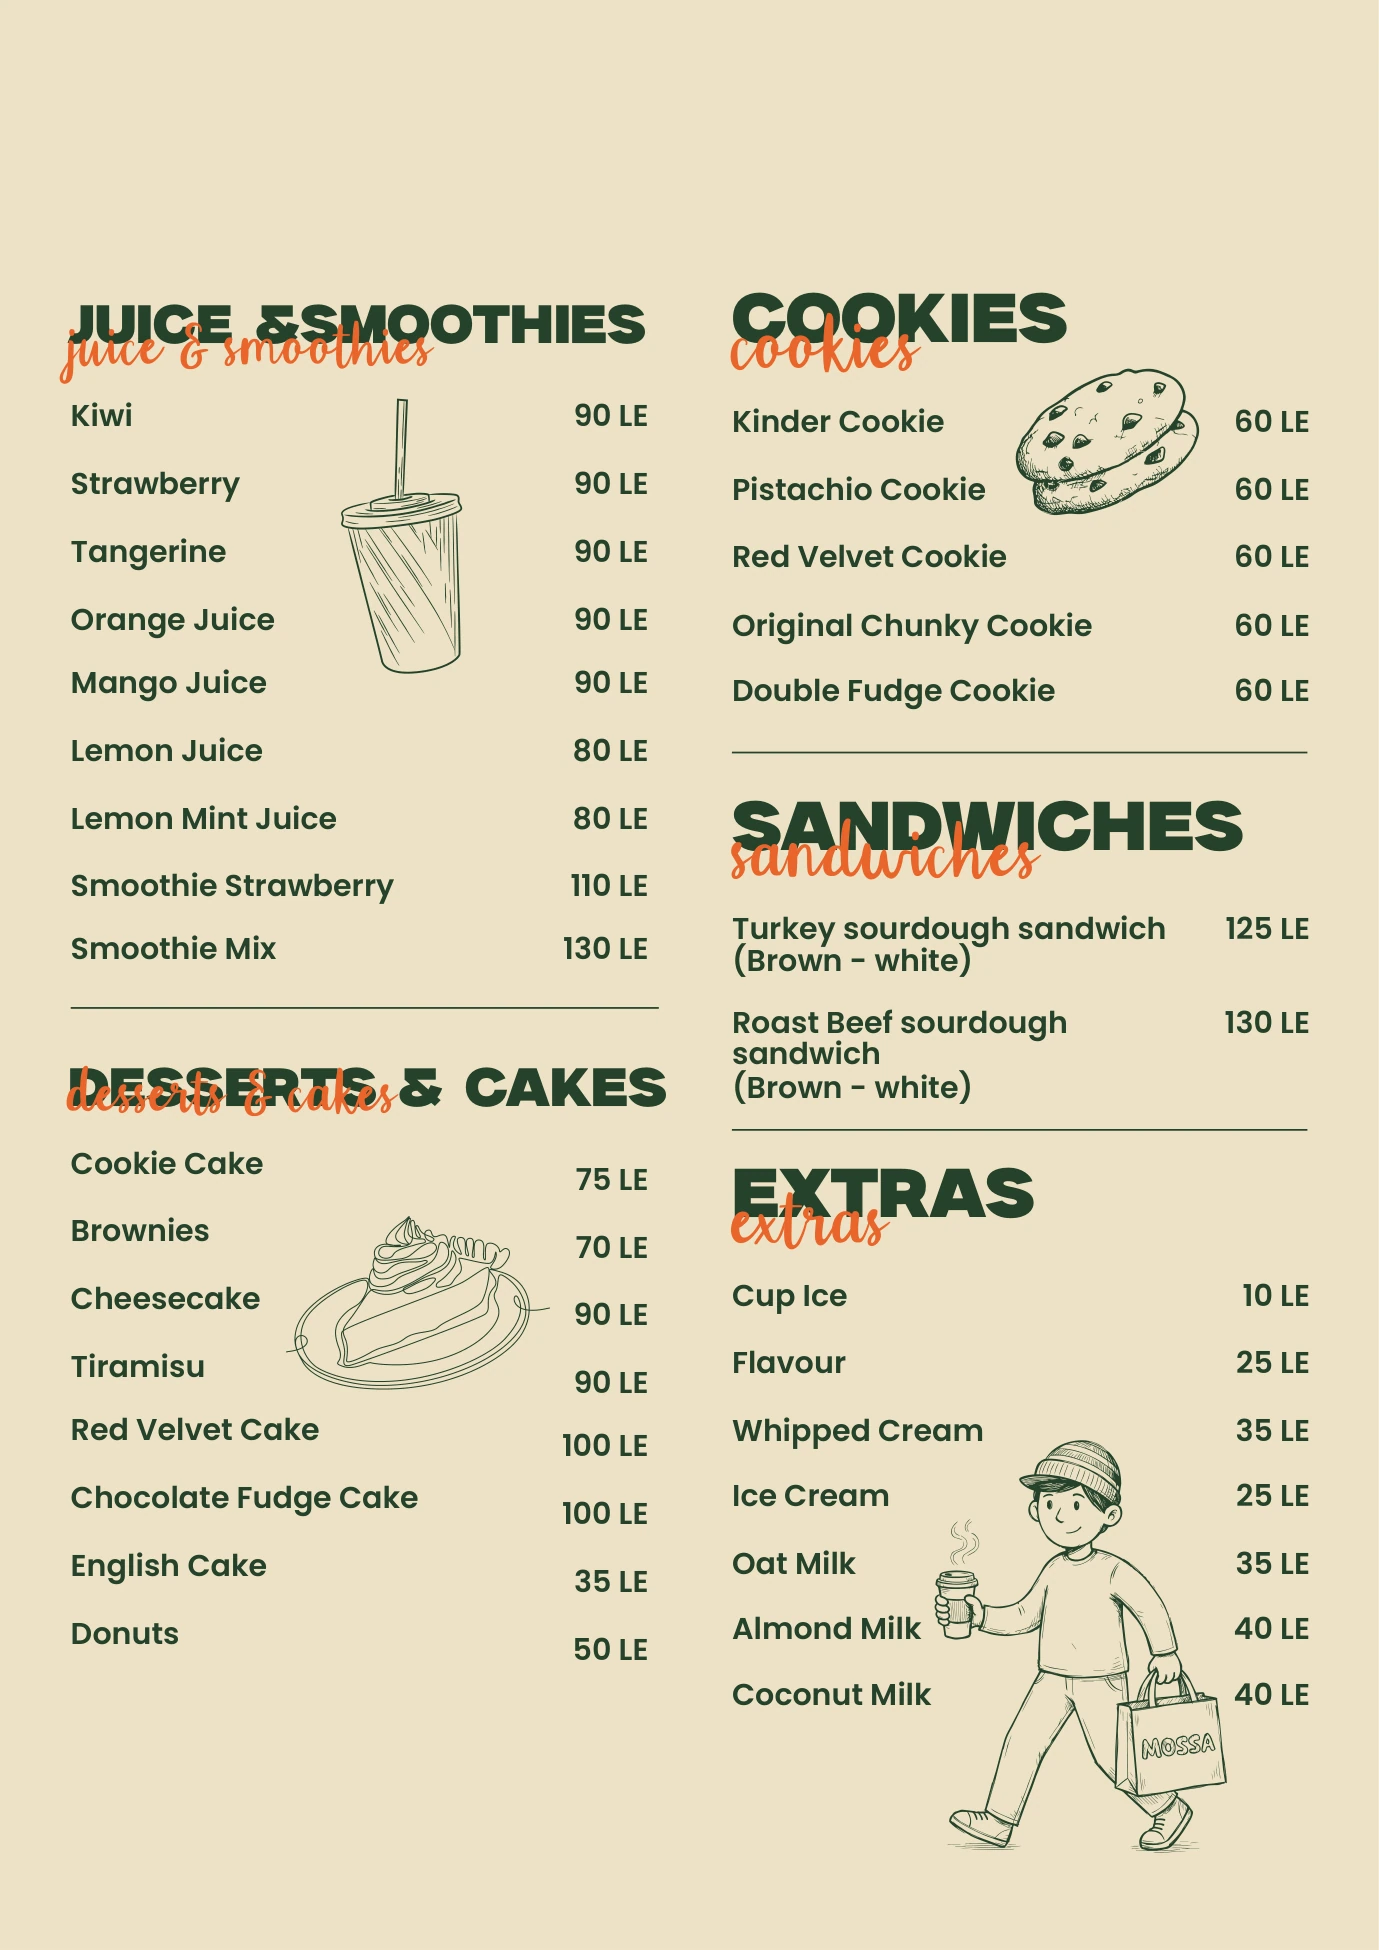 JUICE &SMOOTHIES
juice & smoothies
Kiwi 90 LE
Strawberry 90 LE
Tangerine 90 LE
Orange Juice 90 LE
Mango Juice 90 LE
Lemon Juice 80 LE
Lemon Mint Juice 80 LE
Smoothie Strawberry 110 LE
Smoothie Mix 130 LE
DESSERTS & CAKES
desserts & cakes
Cookie Cake 75 LE
Brownies 70 LE
Cheesecake 90 LE
Tiramisu 90 LE
Red Velvet Cake 100 LE
Chocolate Fudge Cake 100 LE
English Cake 35 LE
Donuts 50 LE
COOKIES
cookies
Kinder Cookie 60 LE
Pistachio Cookie 60 LE
Red Velvet Cookie 60 LE
Original Chunky Cookie 60 LE
Double Fudge Cookie 60 LE
SANDWICHES
sandwiches
Turkey sourdough sandwich 125 LE
(Brown - white)
Roast Beef sourdough 130 LE
sandwich
(Brown - white)
EXTRAS
extras
Cup Ice 10 LE
Flavour 25 LE
Whipped Cream 35 LE
Ice Cream 25 LE
Oat Milk 35 LE
Almond Milk 40 LE
Coconut Milk 40 LE
MOSSA